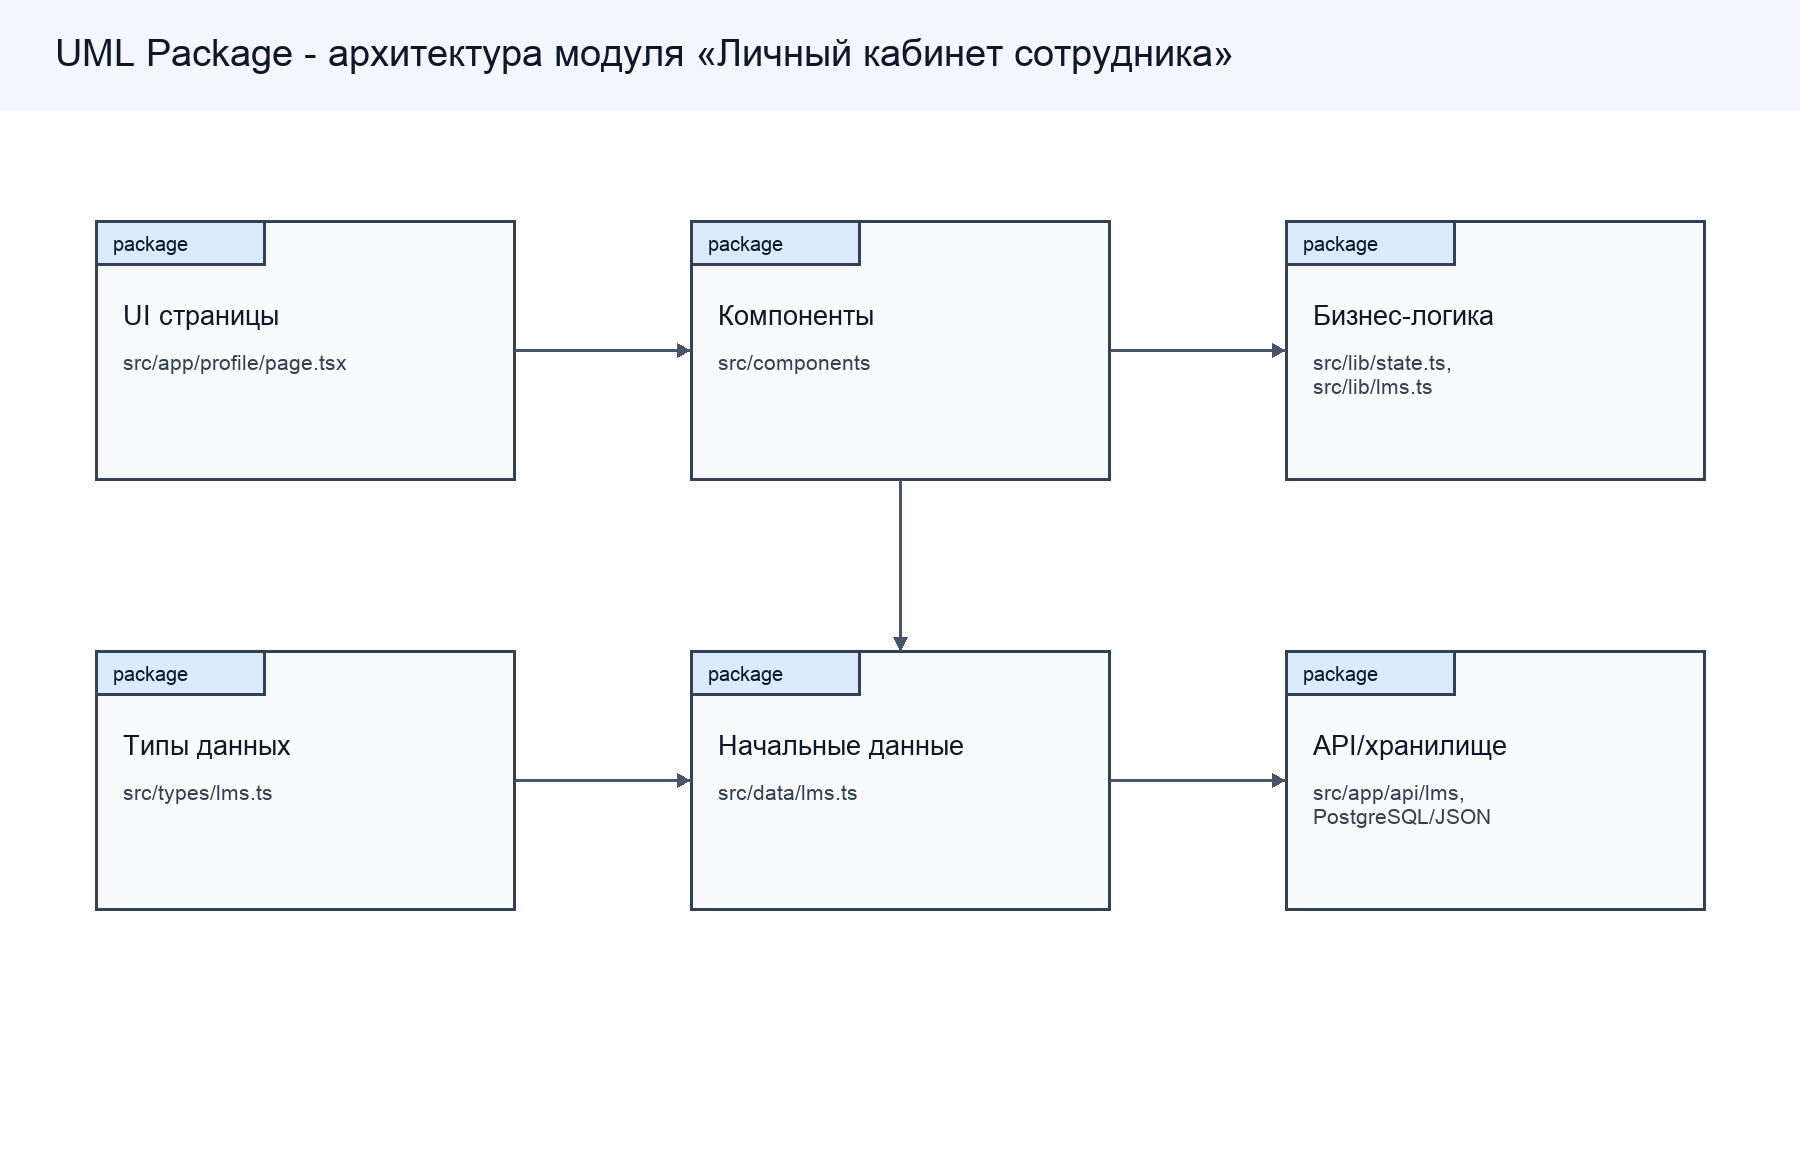 UML Package - архитектура модуля «Личный кабинет сотрудника»
package
UI страницы
src/app/profile/page.tsx
package
Компоненты
src/components
package
Бизнес-логика
src/lib/state.ts,
src/lib/lms.ts
package
Типы данных
src/types/lms.ts
package
Начальные данные
src/data/lms.ts
package
API/хранилище
src/app/api/lms,
PostgreSQL/JSON